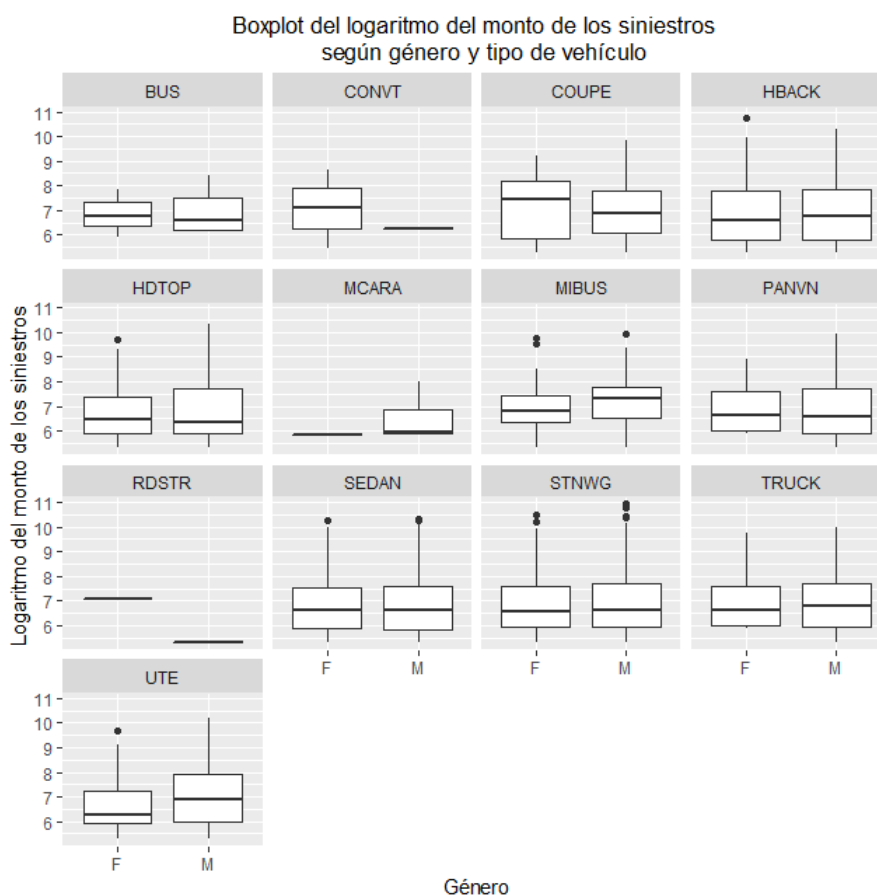 Boxplot del logaritmo del monto de los siniestros
según género y tipo de vehículo
BUS CONVT COUPE HBACK
11
10
9
8
7
6
HDTOP MCARA MIBUS PANVN
11
10
9
8
7
6
RDSTR SEDAN STNWG TRUCK
11
10
9
8
7
6
F M F M F M
UTE
11
10
9
8
7
6
F M
Logaritmo del monto de los siniestros
Género